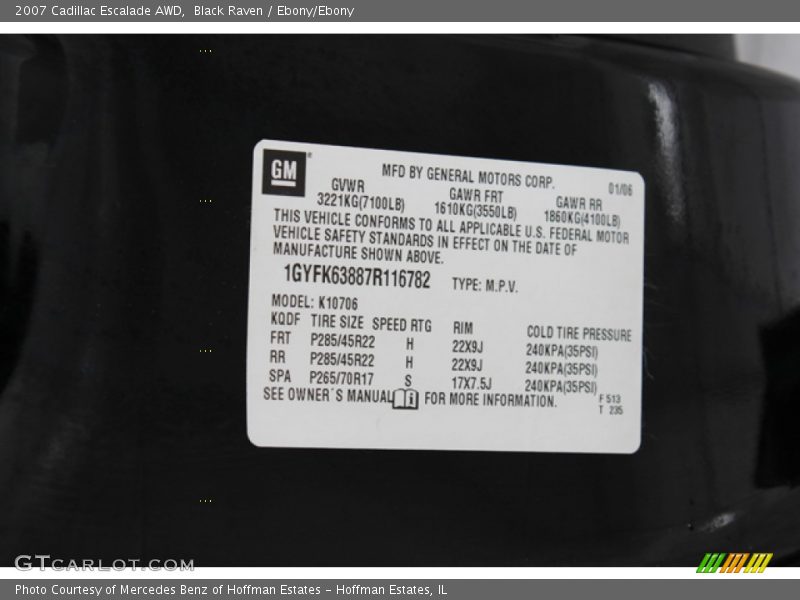 2007 Cadillac Escalade AWD, Black Raven / Ebony/Ebony
GM ®
MFD BY GENERAL MOTORS CORP. 01/06
GVWR GAWR FRT GAWR RR
3221KG(7100LB) 1610KG(3550LB) 1860KG(4100LB)
THIS VEHICLE CONFORMS TO ALL APPLICABLE U.S. FEDERAL MOTOR
VEHICLE SAFETY STANDARDS IN EFFECT ON THE DATE OF
MANUFACTURE SHOWN ABOVE.
1GYFK63887R116782 TYPE: M.P.V.
MODEL: K10706
KQDF TIRE SIZE SPEED RTG RIM COLD TIRE PRESSURE
FRT P285/45R22 H 22X9J 240KPA(35PSI)
RR P285/45R22 H 22X9J 240KPA(35PSI)
SPA P265/70R17 S 17X7.5J 240KPA(35PSI)
SEE OWNER'S MANUAL i FOR MORE INFORMATION. F 513
T 235
GTCARLOT.COM
Photo Courtesy of Mercedes Benz of Hoffman Estates - Hoffman Estates, IL